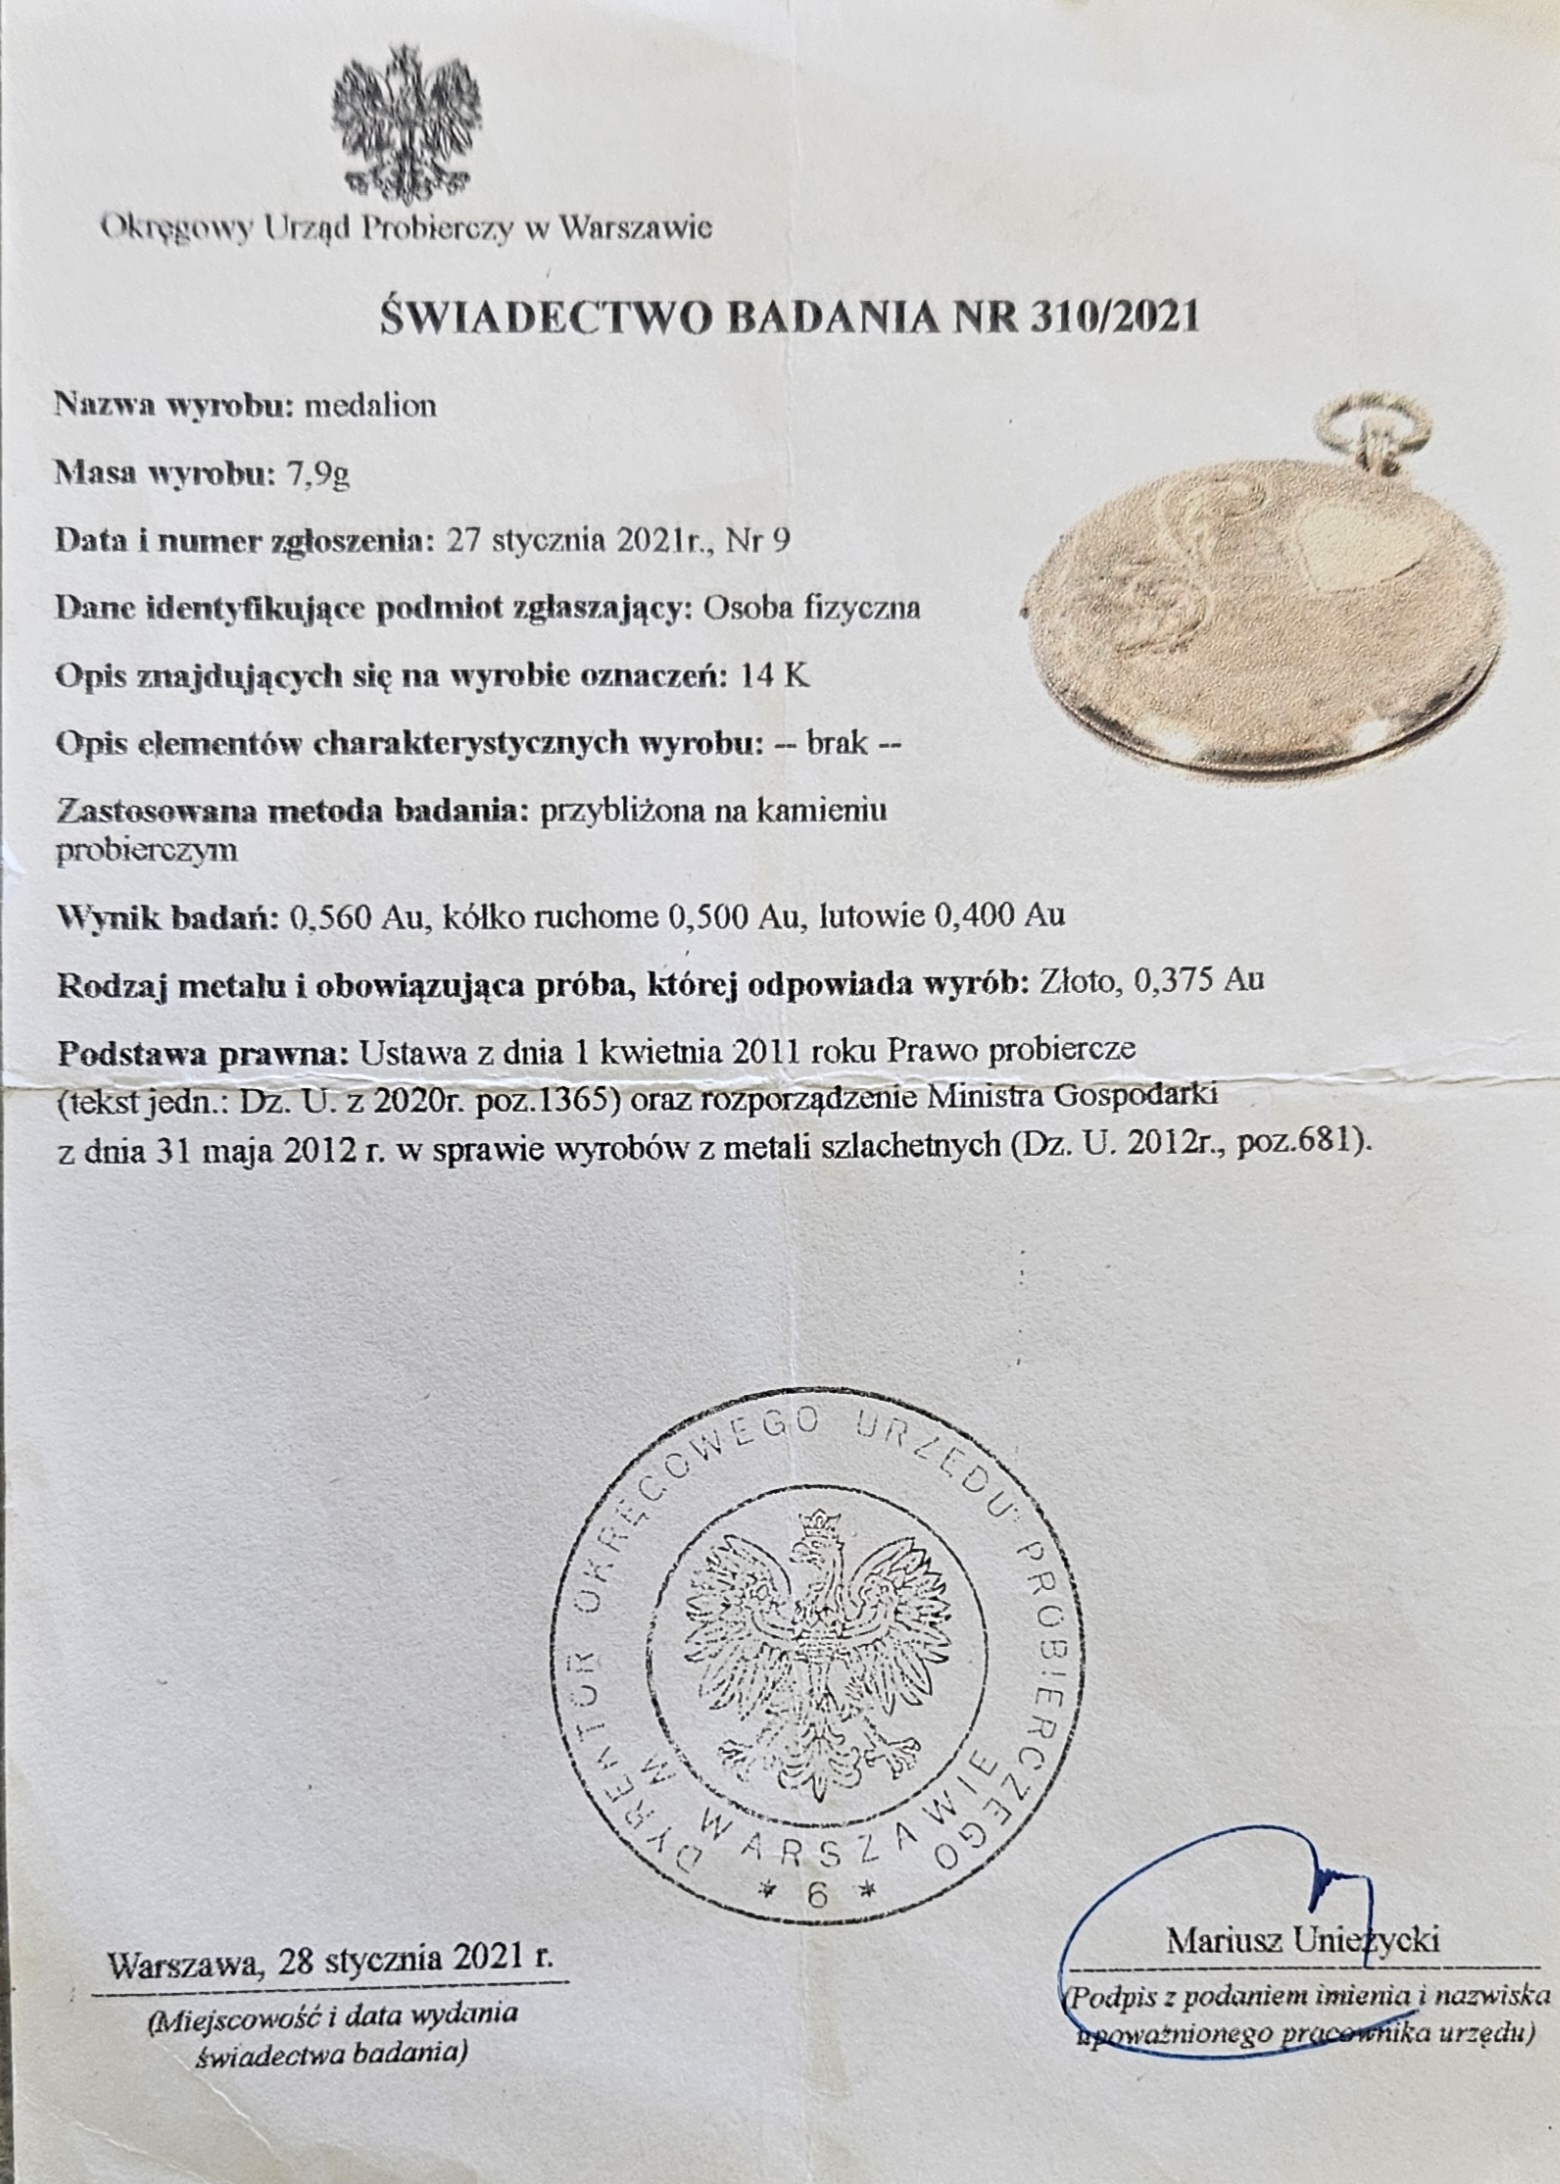 Okręgowy Urząd Probierczy w Warszawie
ŚWIADECTWO BADANIA NR 310/2021
Nazwa wyrobu: medalion
Masa wyrobu: 7,9g
Data i numer zgłoszenia: 27 stycznia 2021r., Nr 9
Dane identyfikujące podmiot zgłaszający: Osoba fizyczna
Opis znajdujących się na wyrobie oznaczeń: 14 K
Opis elementów charakterystycznych wyrobu: -- brak --
Zastosowana metoda badania: przybliżona na kamieniu
probierczym
Wynik badań: 0,560 Au, kółko ruchome 0,500 Au, lutowie 0,400 Au
Rodzaj metalu i obowiązująca próba, której odpowiada wyrób: Złoto, 0,375 Au
Podstawa prawna: Ustawa z dnia 1 kwietnia 2011 roku Prawo probiercze
(tekst jedn.: Dz. U. z 2020r. poz.1365) oraz rozporządzenie Ministra Gospodarki
z dnia 31 maja 2012 r. w sprawie wyrobów z metali szlachetnych (Dz. U. 2012r., poz.681).
DYREKTOR OKRĘGOWEGO URZĘDU PROBIERCZEGO
W WARSZAWIE
* 6 *
Warszawa, 28 stycznia 2021 r.
(Miejscowość i data wydania
świadectwa badania)
Mariusz Unieżycki
(Podpis z podaniem imienia i nazwiska
upoważnionego pracownika urzędu)